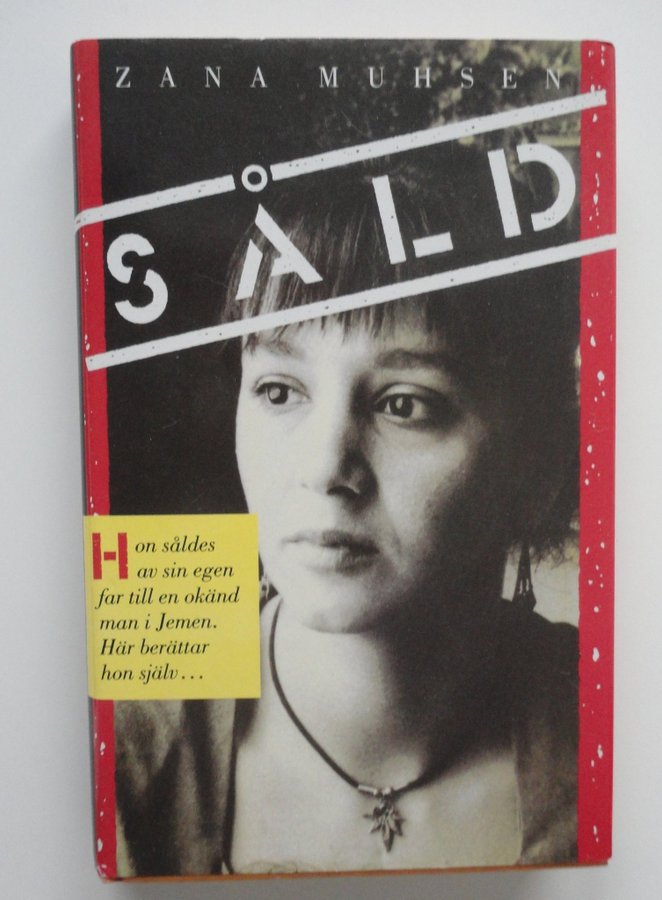 ZANA MUHSEN
SÅLD
Hon såldes
av sin egen
far till en okänd
man i Jemen.
Här berättar
hon själv...